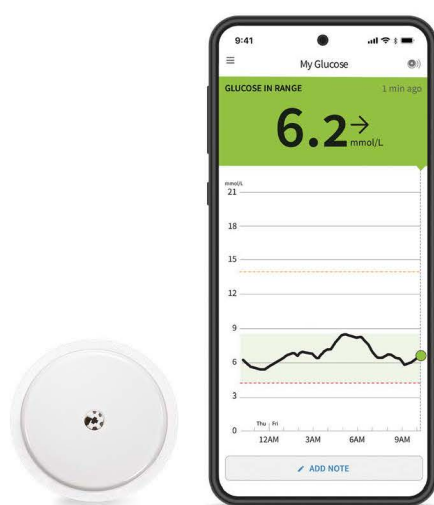 9:41
My Glucose
GLUCOSE IN RANGE
1 min ago
6.2→
mmol/L
mmol/L
21
18
15
12
9
6
3
0
Thu
Fri
12AM
3AM
6AM
9AM
ADD NOTE